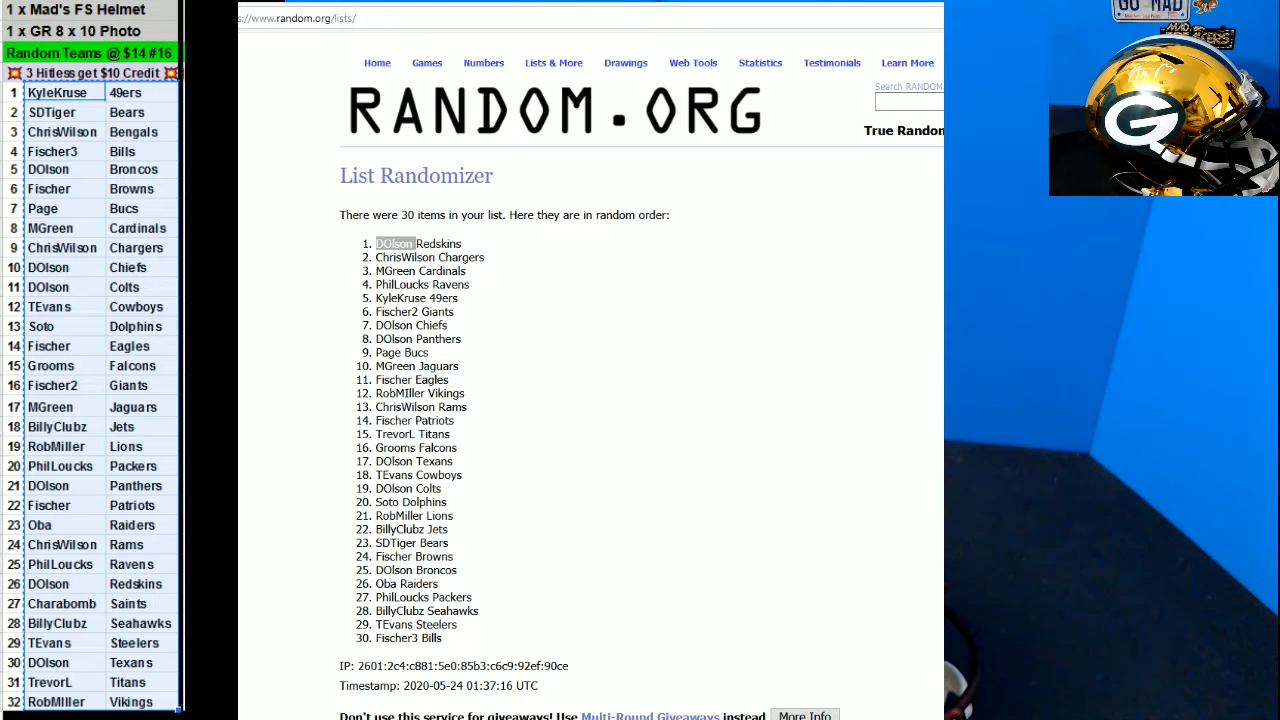 1 x Mad's FS Helmet
1 x GR 8 x 10 Photo
Random Teams @ $14 #16
💥 3 Hitless get $10 Credit 💥
1 KyleKruse 49ers
2 SDTiger Bears
3 ChrisWilson Bengals
4 Fischer3 Bills
5 DOlson Broncos
6 Fischer Browns
7 Page Bucs
8 MGreen Cardinals
9 ChrisWilson Chargers
10 DOlson Chiefs
11 DOlson Colts
12 TEvans Cowboys
13 Soto Dolphins
14 Fischer Eagles
15 Grooms Falcons
16 Fischer2 Giants
17 MGreen Jaguars
18 BillyClubz Jets
19 RobMiller Lions
20 PhilLoucks Packers
21 DOlson Panthers
22 Fischer Patriots
23 Oba Raiders
24 ChrisWilson Rams
25 PhilLoucks Ravens
26 DOlson Redskins
27 Charabomb Saints
28 BillyClubz Seahawks
29 TEvans Steelers
30 DOlson Texans
31 TrevorL Titans
32 RobMIller Vikings
s://www.random.org/lists/
Home Games Numbers Lists & More Drawings Web Tools Statistics Testimonials Learn More
Search RANDOM
RANDOM.ORG
True Random
List Randomizer
There were 30 items in your list. Here they are in random order:
1. DOlson Redskins
2. ChrisWilson Chargers
3. MGreen Cardinals
4. PhilLoucks Ravens
5. KyleKruse 49ers
6. Fischer2 Giants
7. DOlson Chiefs
8. DOlson Panthers
9. Page Bucs
10. MGreen Jaguars
11. Fischer Eagles
12. RobMIller Vikings
13. ChrisWilson Rams
14. Fischer Patriots
15. TrevorL Titans
16. Grooms Falcons
17. DOlson Texans
18. TEvans Cowboys
19. DOlson Colts
20. Soto Dolphins
21. RobMiller Lions
22. BillyClubz Jets
23. SDTiger Bears
24. Fischer Browns
25. DOlson Broncos
26. Oba Raiders
27. PhilLoucks Packers
28. BillyClubz Seahawks
29. TEvans Steelers
30. Fischer3 Bills
IP: 2601:2c4:c881:5e0:85b3:c6c9:92ef:90ce
Timestamp: 2020-05-24 01:37:16 UTC
Don't use this service for giveaways! Use Multi-Round Giveaways instead More Info
GO MAD
MAD
G